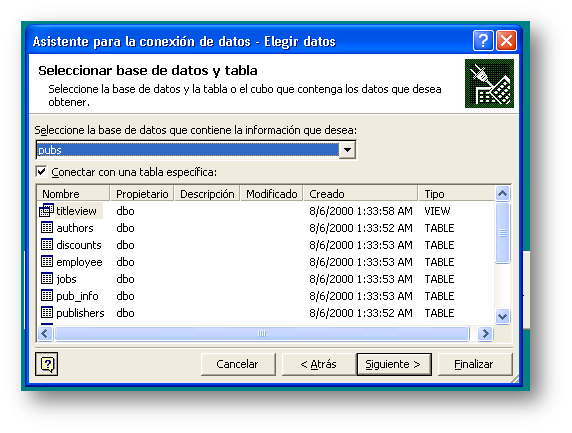 Asistente para la conexión de datos - Elegir datos
Seleccionar base de datos y tabla
Seleccione la base de datos y la tabla o el cubo que contenga los datos que desea
obtener.
Seleccione la base de datos que contiene la información que desea:
pubs
Conectar con una tabla específica:
Nombre Propietario Descripción Modificado Creado Tipo
titleview dbo 8/6/2000 1:33:58 AM VIEW
authors dbo 8/6/2000 1:33:52 AM TABLE
discounts dbo 8/6/2000 1:33:53 AM TABLE
employee dbo 8/6/2000 1:33:53 AM TABLE
jobs dbo 8/6/2000 1:33:53 AM TABLE
pub_info dbo 8/6/2000 1:33:53 AM TABLE
publishers dbo 8/6/2000 1:33:52 AM TABLE
Cancelar < Atrás Siguiente > Finalizar